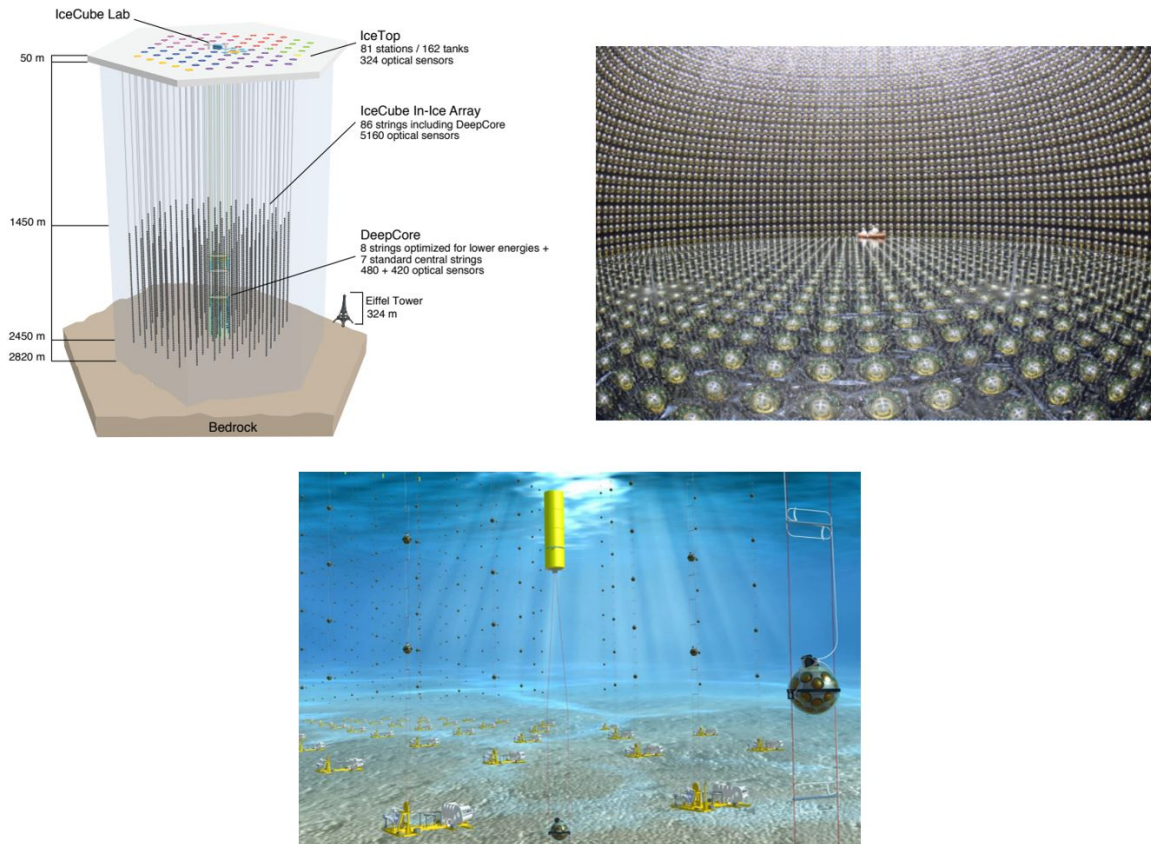 IceCube Lab
IceTop
81 stations / 162 tanks
324 optical sensors
50 m
IceCube In-Ice Array
86 strings including DeepCore
5160 optical sensors
1450 m
DeepCore
8 strings optimized for lower energies +
7 standard central strings
480 + 420 optical sensors
Eiffel Tower
324 m
2450 m
2820 m
Bedrock